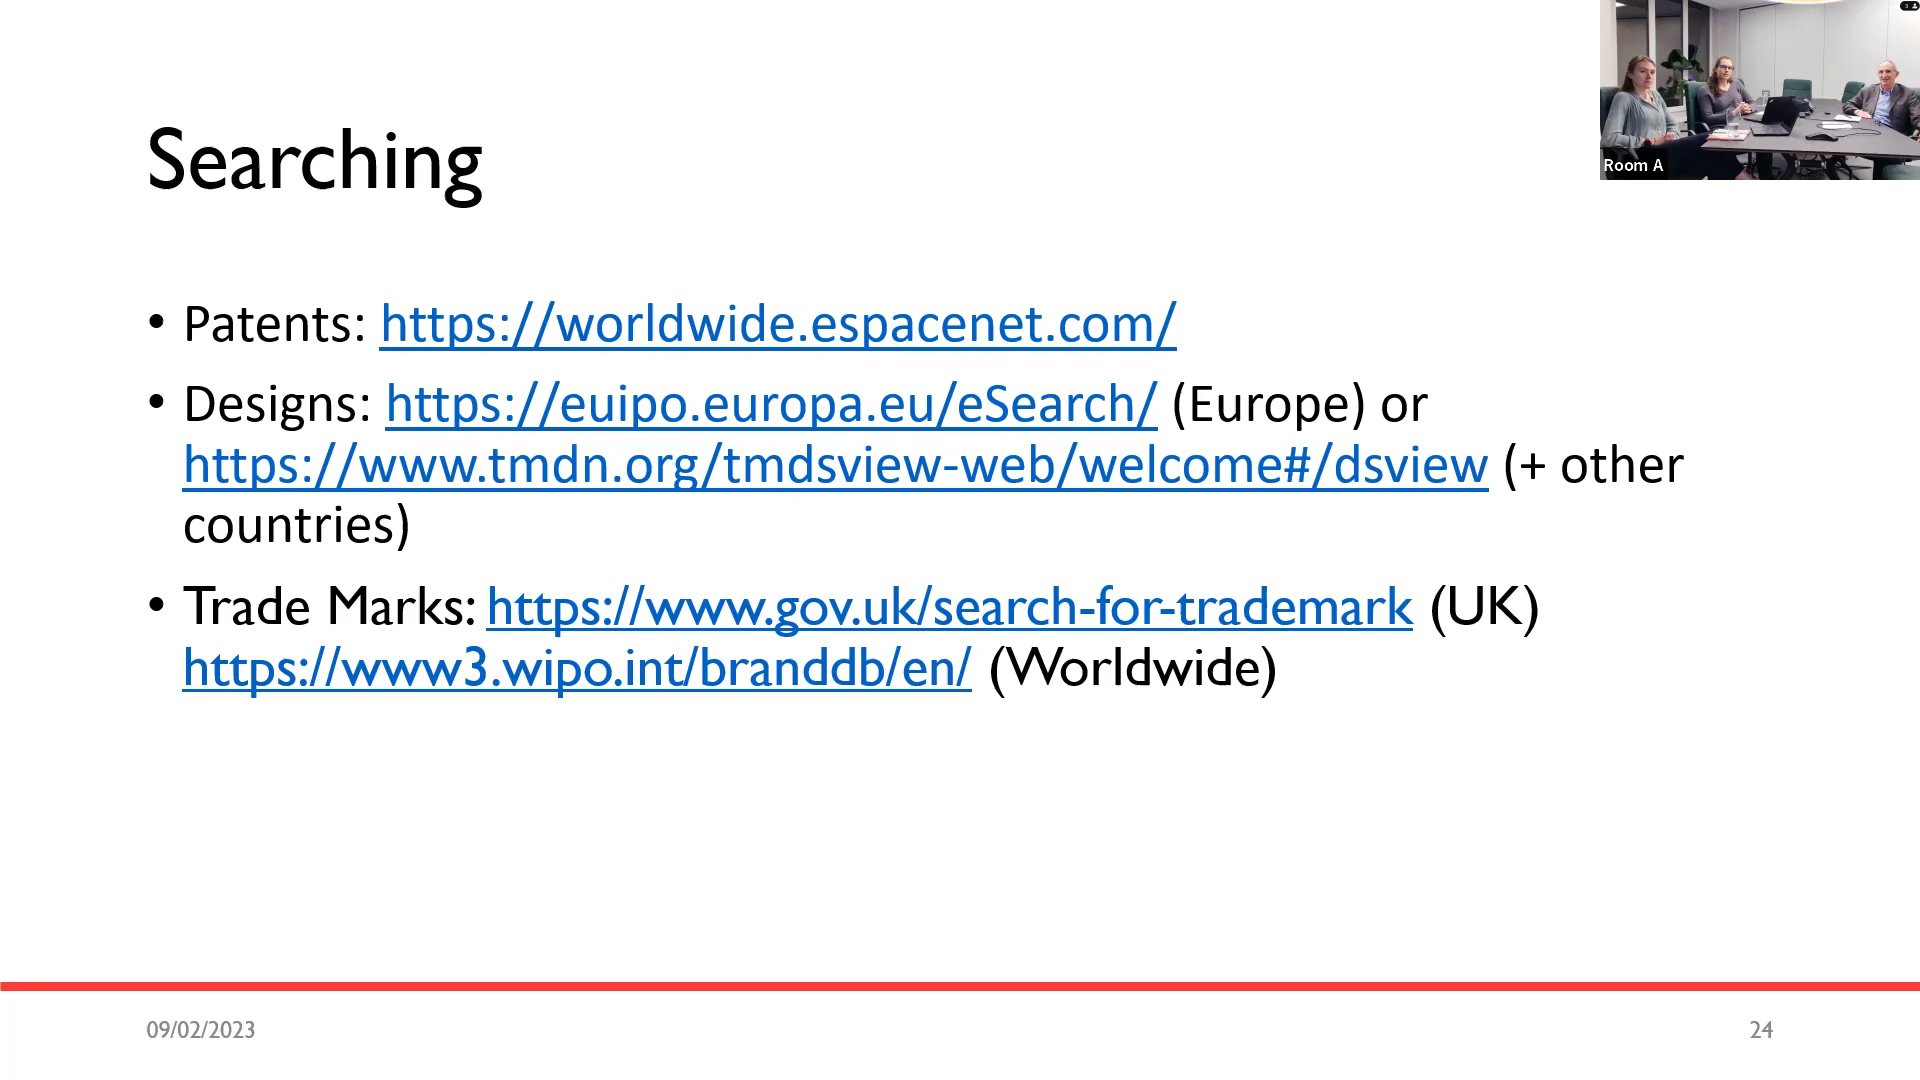 Searching
Room A
• Patents: https://worldwide.espacenet.com/
• Designs: https://euipo.europa.eu/eSearch/ (Europe) or
https://www.tmdn.org/tmdsview-web/welcome#/dsview (+ other
countries)
• Trade Marks: https://www.gov.uk/search-for-trademark (UK)
https://www3.wipo.int/branddb/en/ (Worldwide)
09/02/2023
24